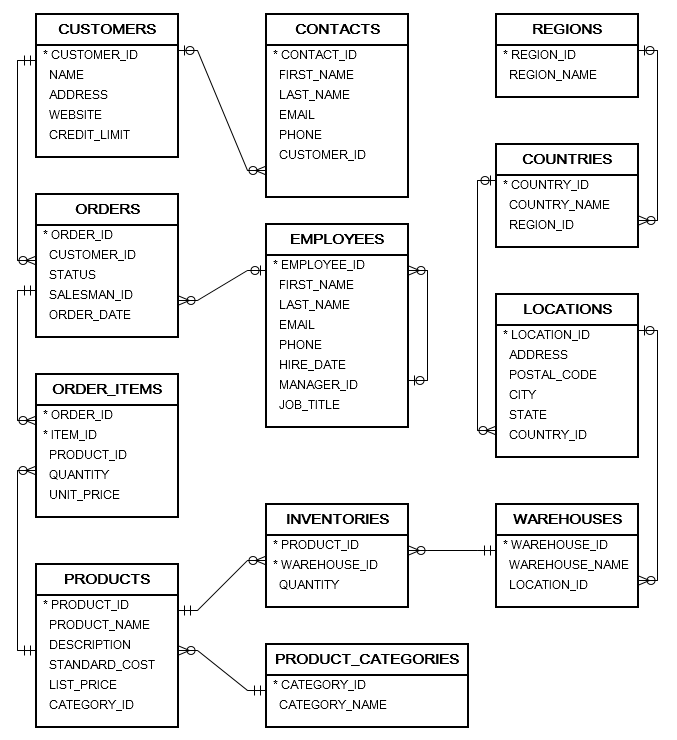 CUSTOMERS
* CUSTOMER_ID
NAME
ADDRESS
WEBSITE
CREDIT_LIMIT
CONTACTS
* CONTACT_ID
FIRST_NAME
LAST_NAME
EMAIL
PHONE
CUSTOMER_ID
REGIONS
* REGION_ID
REGION_NAME
COUNTRIES
* COUNTRY_ID
COUNTRY_NAME
REGION_ID
ORDERS
* ORDER_ID
CUSTOMER_ID
STATUS
SALESMAN_ID
ORDER_DATE
EMPLOYEES
* EMPLOYEE_ID
FIRST_NAME
LAST_NAME
EMAIL
PHONE
HIRE_DATE
MANAGER_ID
JOB_TITLE
LOCATIONS
* LOCATION_ID
ADDRESS
POSTAL_CODE
CITY
STATE
COUNTRY_ID
ORDER_ITEMS
* ORDER_ID
* ITEM_ID
PRODUCT_ID
QUANTITY
UNIT_PRICE
INVENTORIES
* PRODUCT_ID
* WAREHOUSE_ID
QUANTITY
WAREHOUSES
* WAREHOUSE_ID
WAREHOUSE_NAME
LOCATION_ID
PRODUCTS
* PRODUCT_ID
PRODUCT_NAME
DESCRIPTION
STANDARD_COST
LIST_PRICE
CATEGORY_ID
PRODUCT_CATEGORIES
* CATEGORY_ID
CATEGORY_NAME